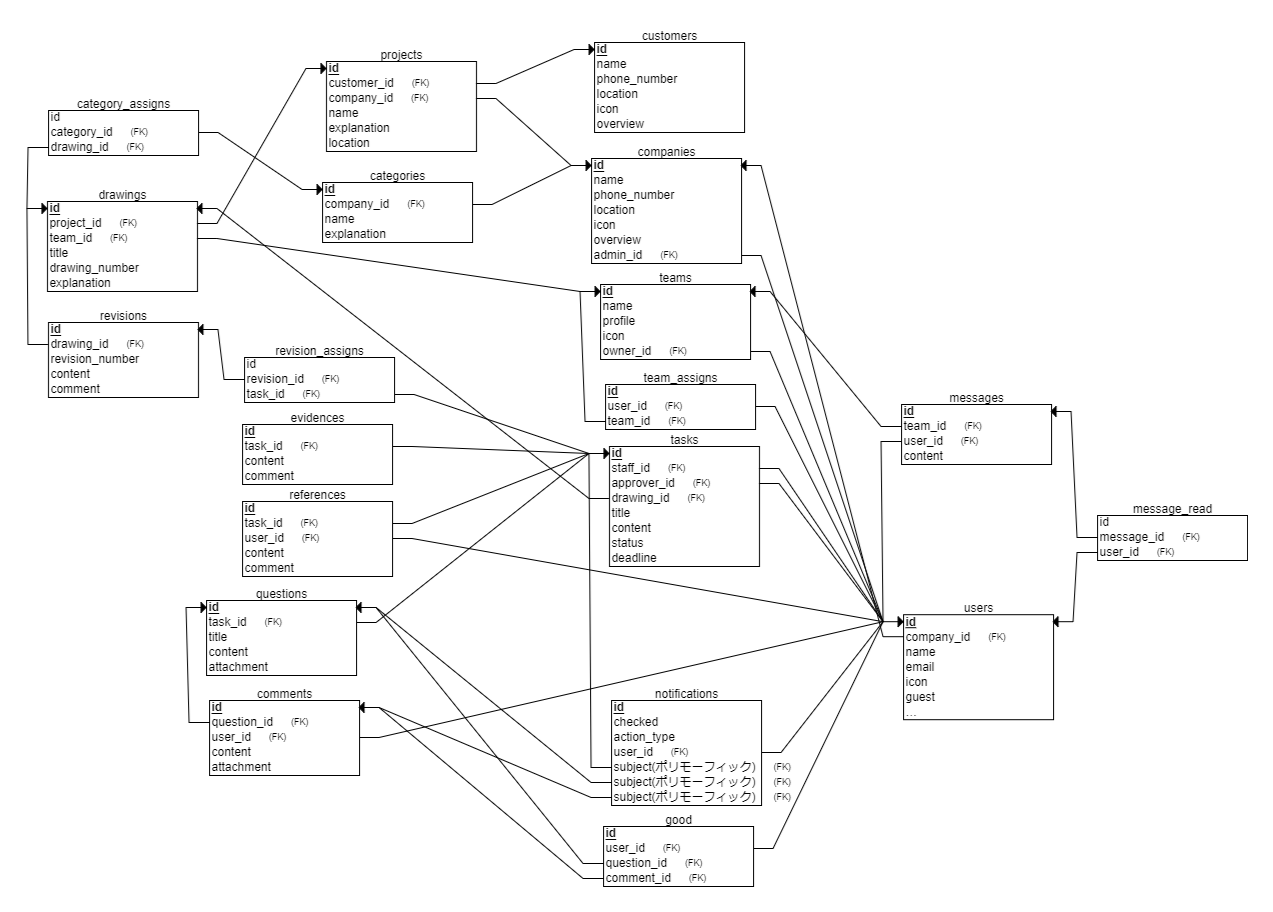 customers
id
name
phone_number
location
icon
overview
projects
id
customer_id (FK)
company_id (FK)
name
explanation
location
category_assigns
id
category_id (FK)
drawing_id (FK)
companies
id
name
phone_number
location
icon
overview
admin_id (FK)
categories
id
company_id (FK)
name
explanation
drawings
id
project_id (FK)
team_id (FK)
title
drawing_number
explanation
teams
id
name
profile
icon
owner_id (FK)
revisions
id
drawing_id (FK)
revision_number
content
comment
revision_assigns
id
revision_id (FK)
task_id (FK)
team_assigns
id
user_id (FK)
team_id (FK)
messages
id
team_id (FK)
user_id (FK)
content
evidences
id
task_id (FK)
content
comment
tasks
id
staff_id (FK)
approver_id (FK)
drawing_id (FK)
title
content
status
deadline
references
id
task_id (FK)
user_id (FK)
content
comment
message_read
id
message_id (FK)
user_id (FK)
questions
id
task_id (FK)
title
content
attachment
users
id
company_id (FK)
name
email
icon
guest
...
comments
id
question_id (FK)
user_id (FK)
content
attachment
notifications
id
checked
action_type
user_id (FK)
subject(ポリモーフィック) (FK)
subject(ポリモーフィック) (FK)
subject(ポリモーフィック) (FK)
good
id
user_id (FK)
question_id (FK)
comment_id (FK)